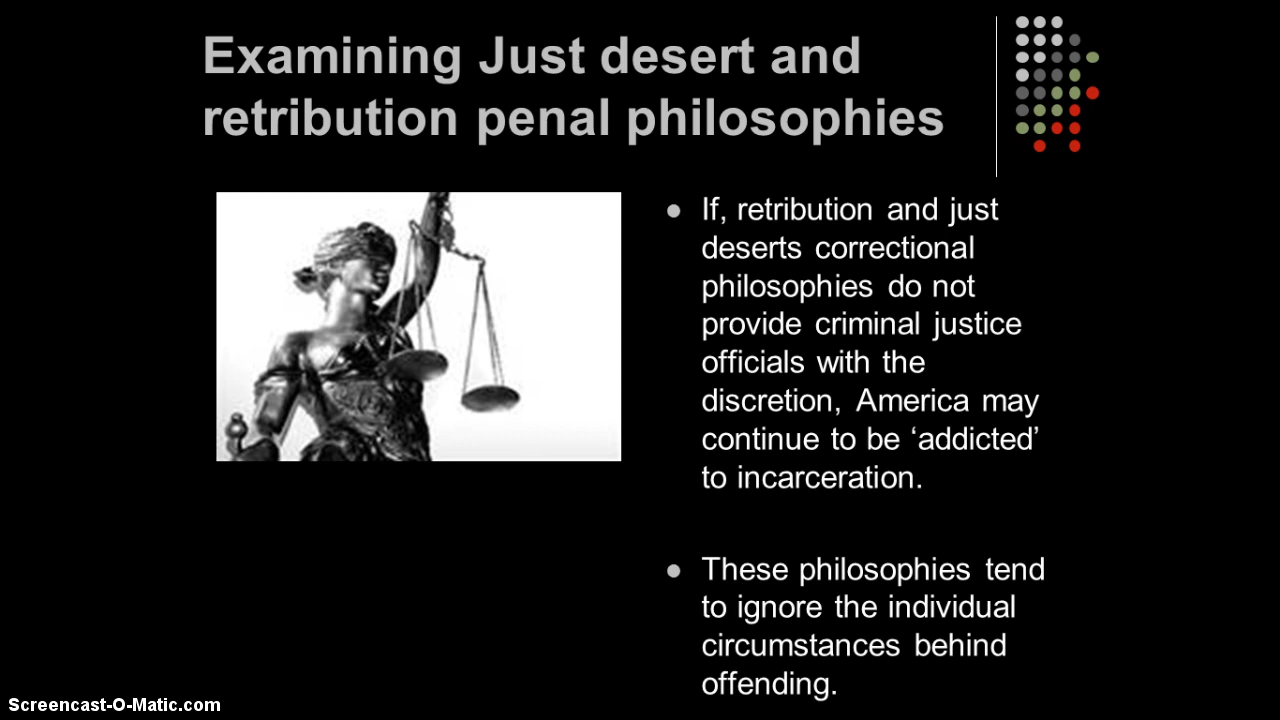 Examining Just desert and
retribution penal philosophies
If, retribution and just
deserts correctional
philosophies do not
provide criminal justice
officials with the
discretion, America may
continue to be ‘addicted’
to incarceration.
These philosophies tend
to ignore the individual
circumstances behind
offending.
Screencast-O-Matic.com